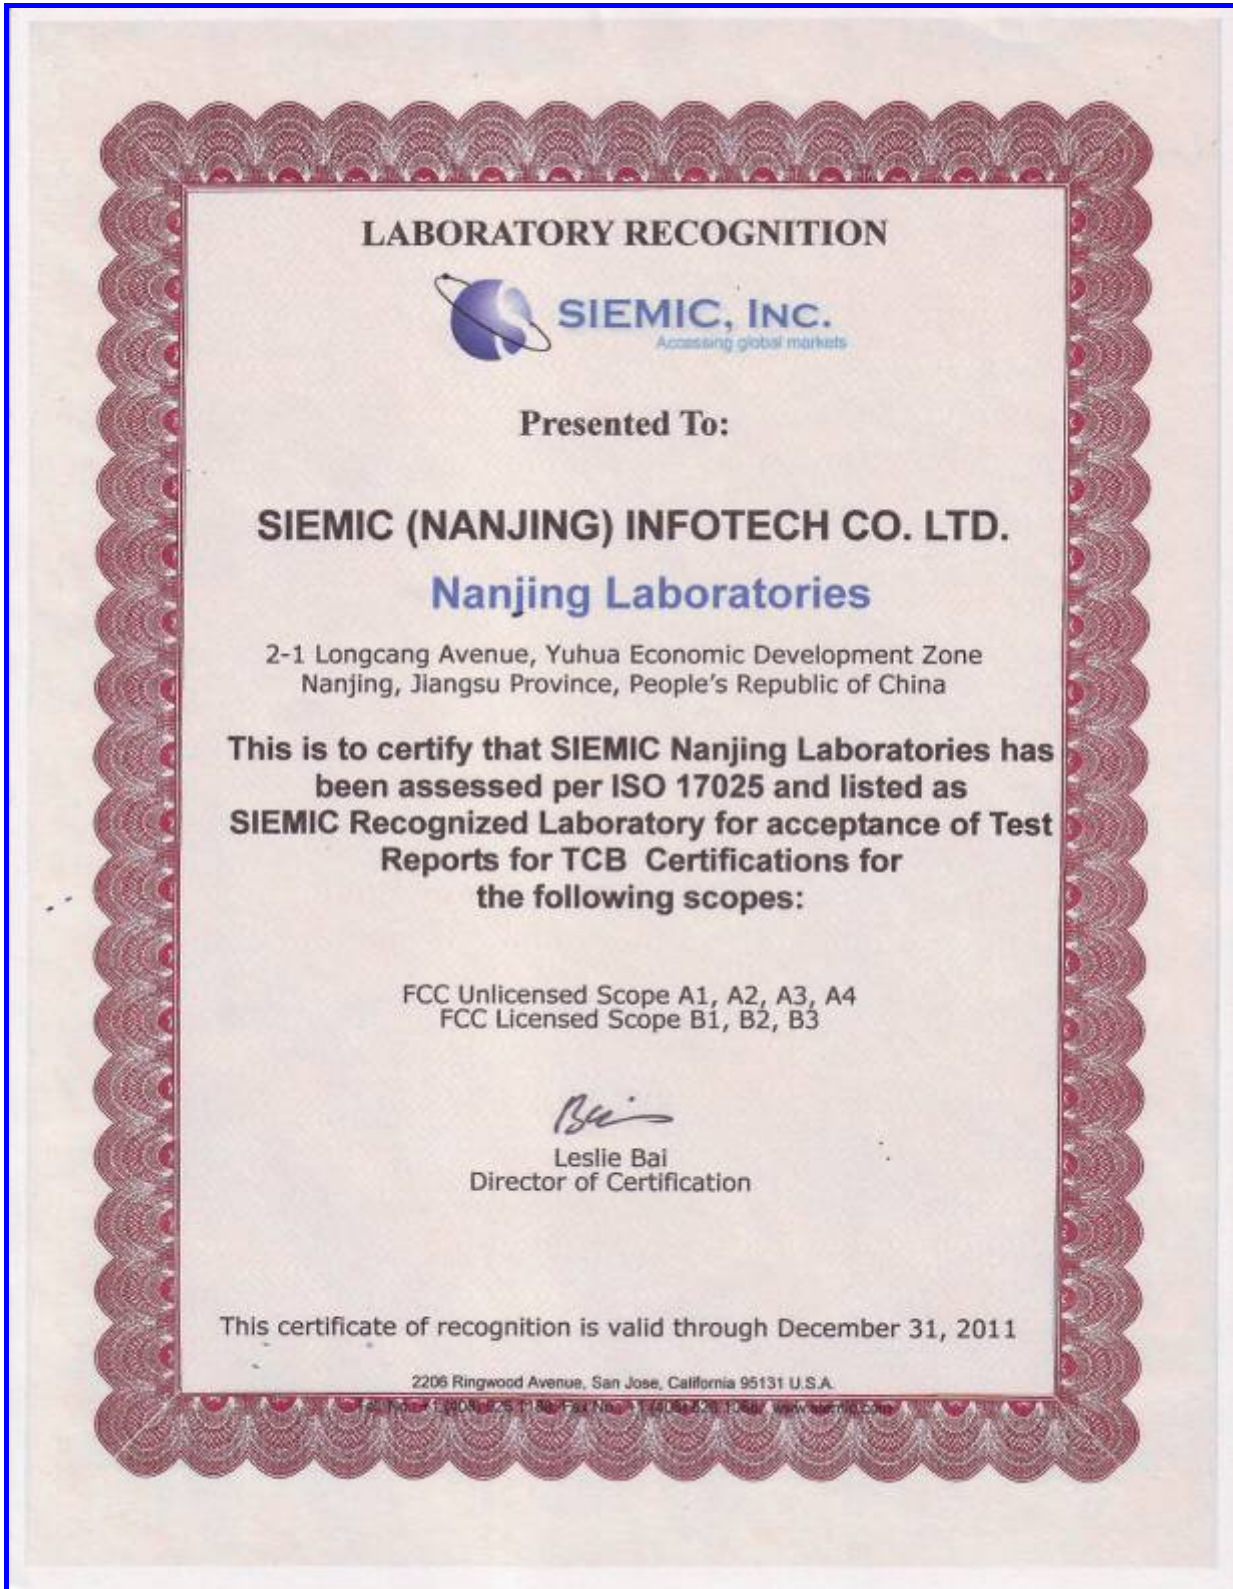 LABORATORY RECOGNITION
SIEMIC, INC.
Accessing global markets
Presented To:
SIEMIC (NANJING) INFOTECH CO. LTD.
Nanjing Laboratories
2-1 Longcang Avenue, Yuhua Economic Development Zone
Nanjing, Jiangsu Province, People's Republic of China
This is to certify that SIEMIC Nanjing Laboratories has
been assessed per ISO 17025 and listed as
SIEMIC Recognized Laboratory for acceptance of Test
Reports for TCB Certifications for
the following scopes:
FCC Unlicensed Scope A1, A2, A3, A4
FCC Licensed Scope B1, B2, B3
Leslie Bai
Director of Certification
This certificate of recognition is valid through December 31, 2011
2206 Ringwood Avenue, San Jose, California 95131 U.S.A.